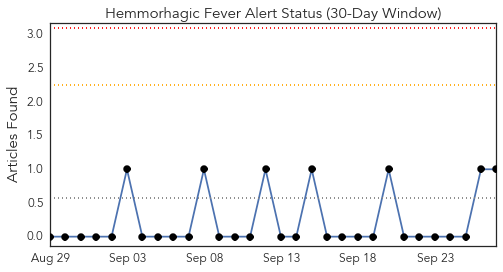 Hemmorhagic Fever Alert Status (30-Day Window)
Articles Found
3.0
2.5
2.0
1.5
1.0
0.5
0.0
Aug 29 Sep 03 Sep 08 Sep 13 Sep 18 Sep 23